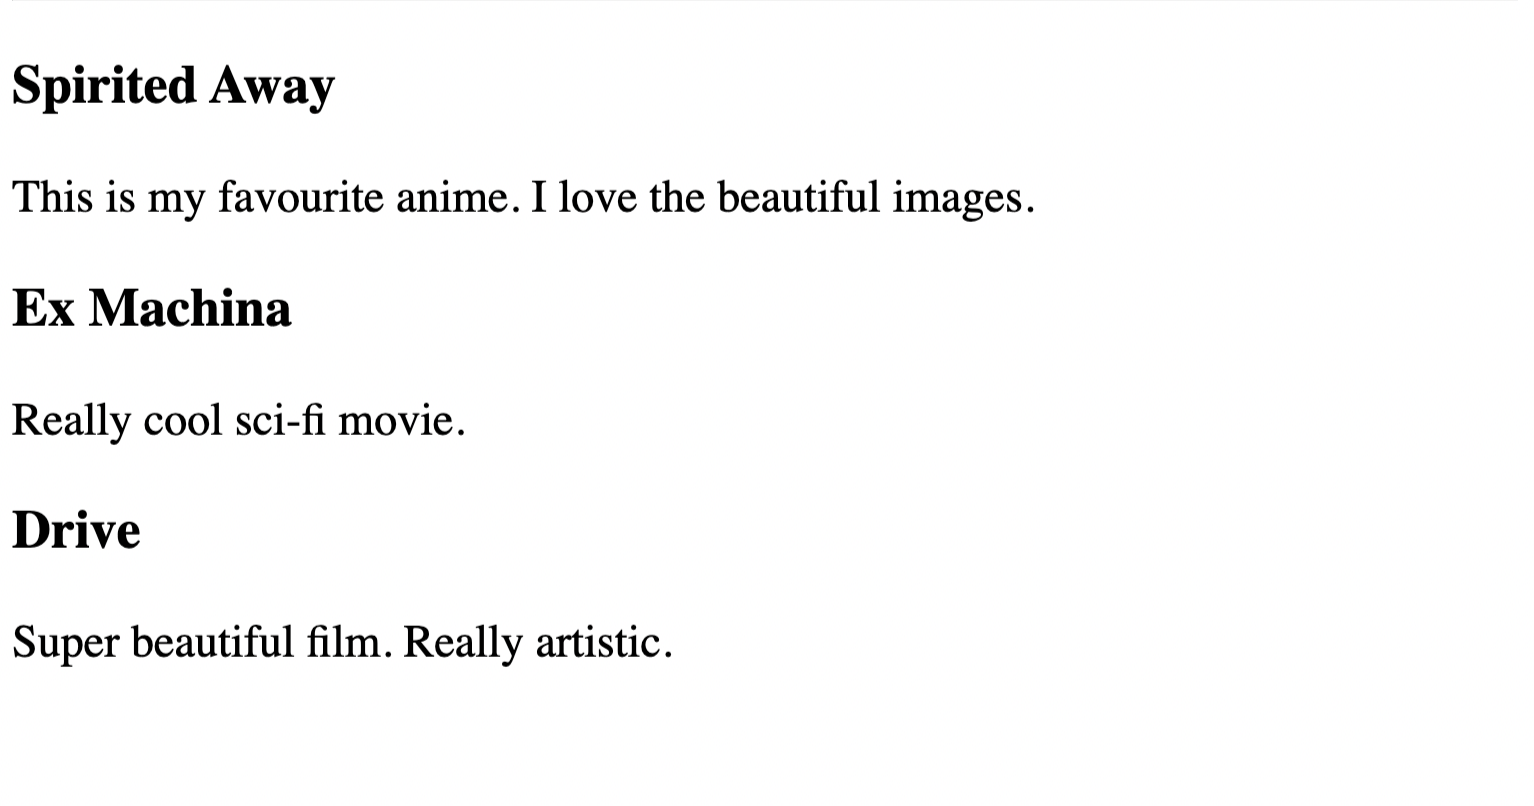 Spirited Away
This is my favourite anime. I love the beautiful images.
Ex Machina
Really cool sci-fi movie.
Drive
Super beautiful film. Really artistic.